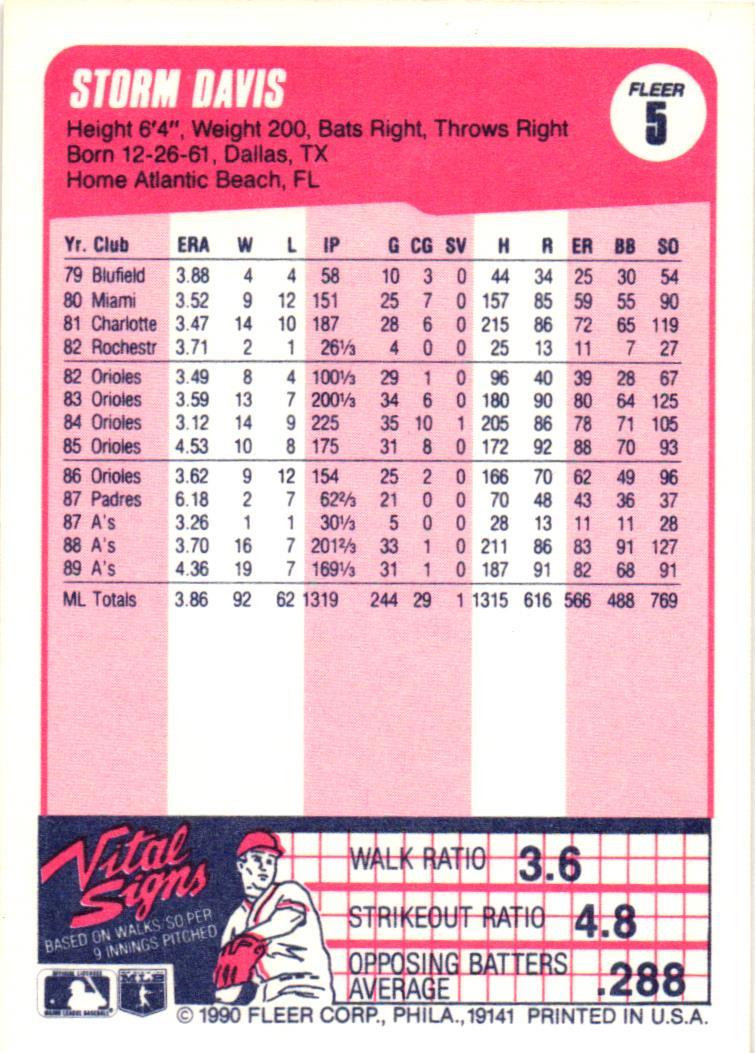 STORM DAVIS
FLEER
5
Height 6'4", Weight 200, Bats Right, Throws Right
Born 12-26-61, Dallas, TX
Home Atlantic Beach, FL
Yr. Club ERA W L IP G CG SV H R ER BB SO
79 Blufield 3.88 4 4 58 10 3 0 44 34 25 30 54
80 Miami 3.52 9 12 151 25 7 0 157 85 59 55 90
81 Charlotte 3.47 14 10 187 28 6 0 215 86 72 65 119
82 Rochestr 3.71 2 1 26⅓ 4 0 0 25 13 11 7 27
82 Orioles 3.49 8 4 100⅓ 29 1 0 96 40 39 28 67
83 Orioles 3.59 13 7 200⅓ 34 6 0 180 90 80 64 125
84 Orioles 3.12 14 9 225 35 10 1 205 86 78 71 105
85 Orioles 4.53 10 8 175 31 8 0 172 92 88 70 93
86 Orioles 3.62 9 12 154 25 2 0 166 70 62 49 96
87 Padres 6.18 2 7 62⅔ 21 0 0 70 48 43 36 37
87 A's 3.26 1 1 30⅓ 5 0 0 28 13 11 11 28
88 A's 3.70 16 7 201⅔ 33 1 0 211 86 83 91 127
89 A's 4.36 19 7 169⅓ 31 1 0 187 91 82 68 91
ML Totals 3.86 92 62 1319 244 29 1 1315 616 566 488 769
Vital
Signs
BASED ON WALKS/SO PER
9 INNINGS PITCHED
WALK RATIO 3.6
STRIKEOUT RATIO 4.8
OPPOSING BATTERS
AVERAGE .288
MAJOR LEAGUE BASEBALL
© 1990 FLEER CORP., PHILA., 19141 PRINTED IN U.S.A.